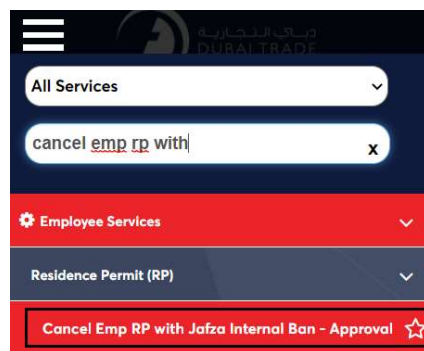 دبي التجارية
DUBAI TRADE
All Services
cancel emp rp with
x
Employee Services
Residence Permit (RP)
Cancel Emp RP with Jafza Internal Ban - Approval